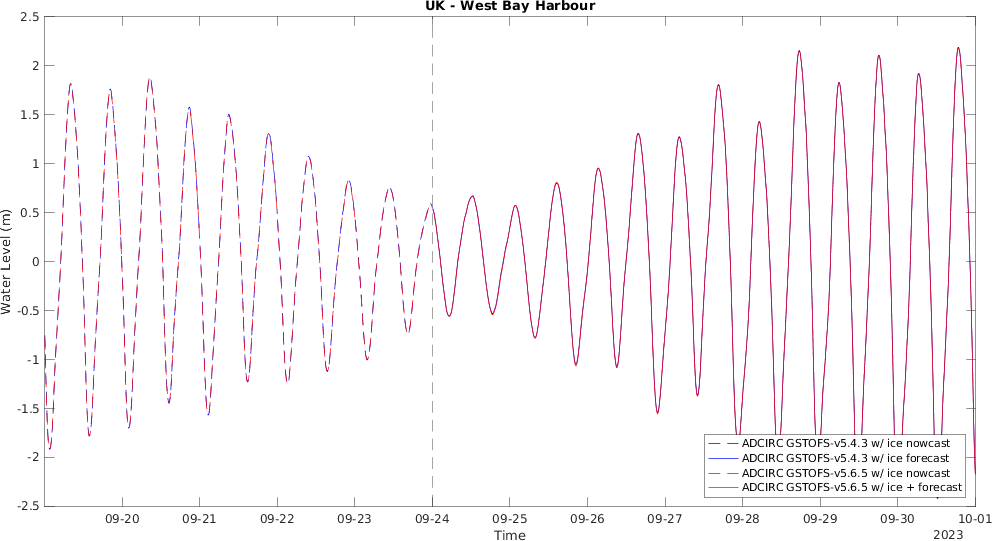 UK - West Bay Harbour
2.5
2
1.5
1
0.5
0
-0.5
-1
-1.5
-2
-2.5
Water Level (m)
ADCIRC GSTOFS-v5.4.3 w/ ice nowcast
ADCIRC GSTOFS-v5.4.3 w/ ice forecast
ADCIRC GSTOFS-v5.6.5 w/ ice nowcast
ADCIRC GSTOFS-v5.6.5 w/ ice + forecast
09-20 09-21 09-22 09-23 09-24 09-25 09-26 09-27 09-28 09-29 09-30 10-01
Time
2023